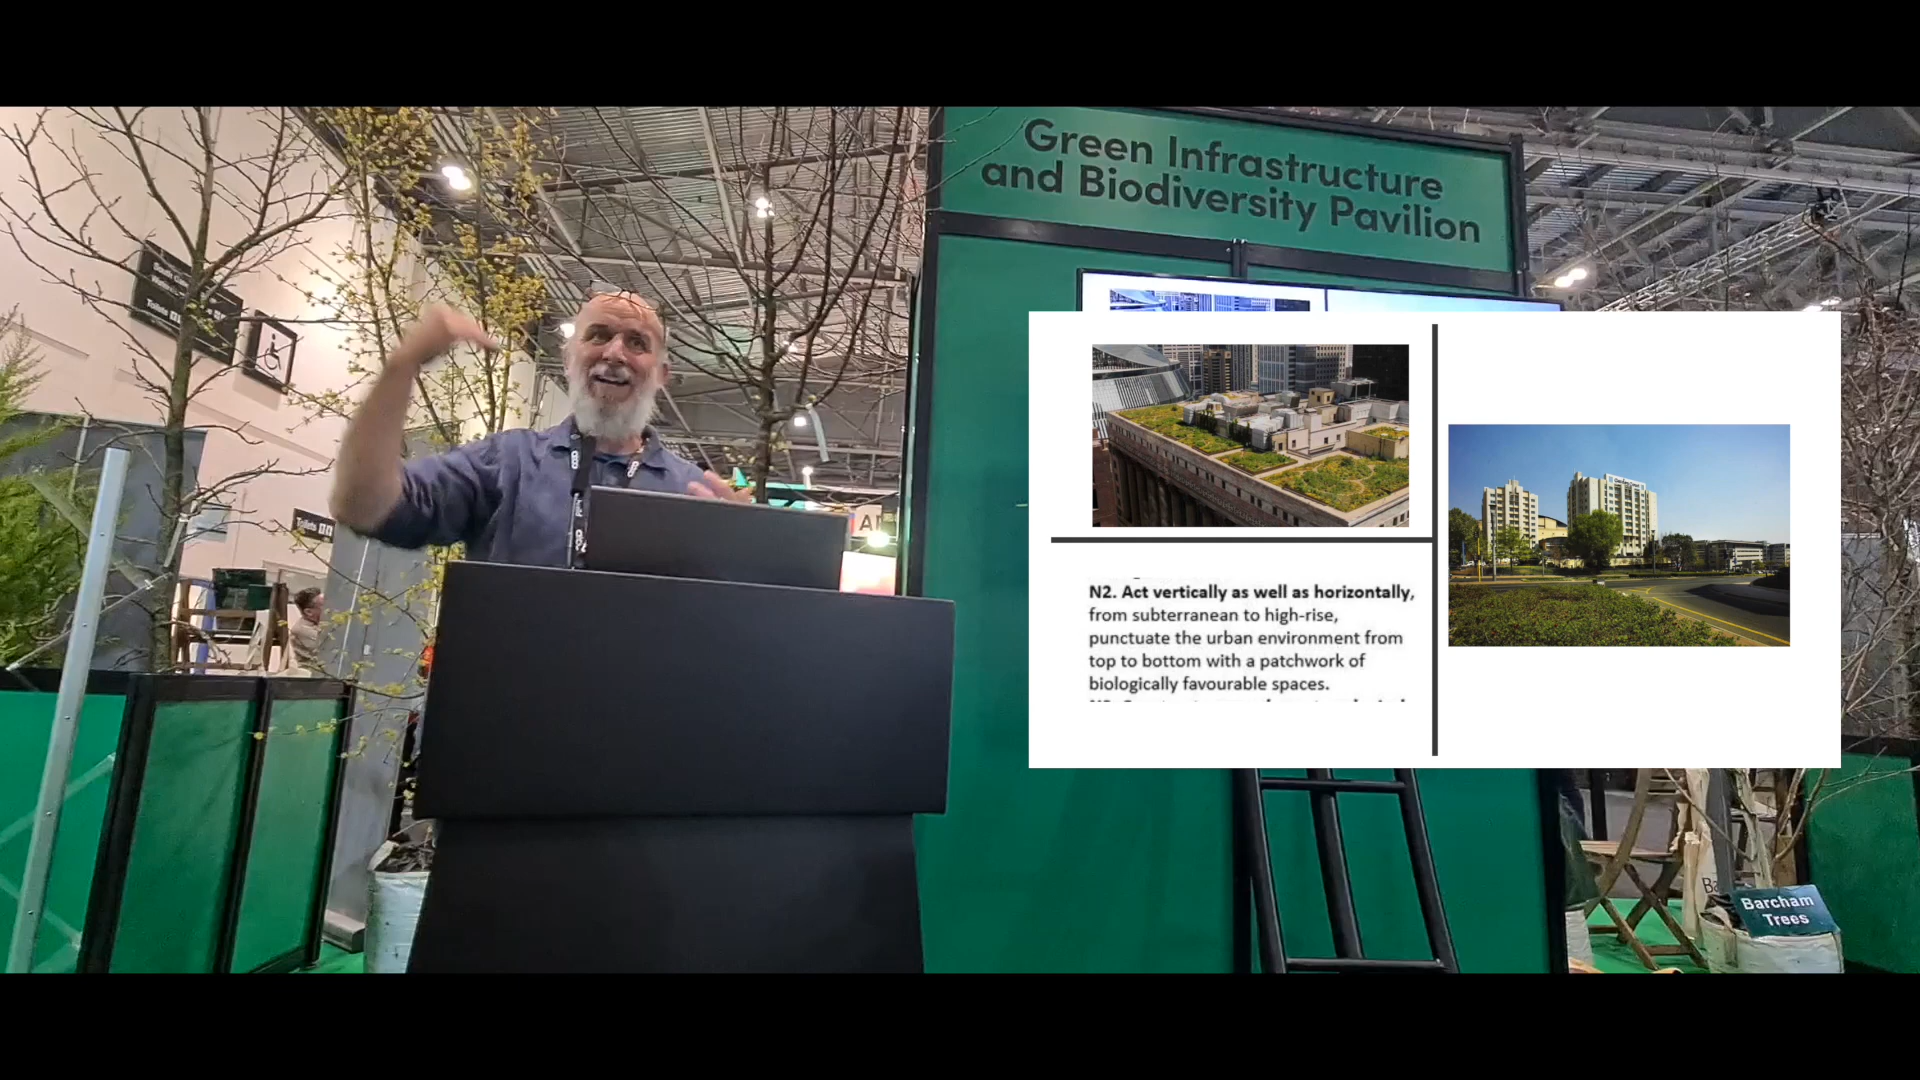 Green Infrastructure
and Biodiversity Pavilion
Toilets
N2. Act vertically as well as horizontally,
from subterranean to high-rise,
punctuate the urban environment from
top to bottom with a patchwork of
biologically favourable spaces.
Barcham
Trees